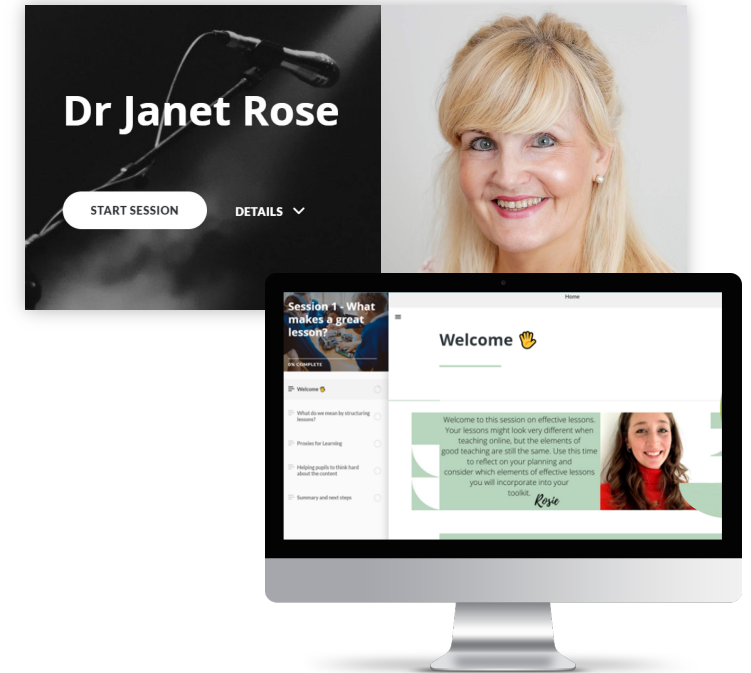 Dr Janet Rose
START SESSION
DETAILS
Home
Session 1 - What
makes a great
lesson?
0% COMPLETE
Welcome 👋
What do we mean by structuring
lessons?
Proxies for Learning
Helping pupils to think hard
about the content
Summary and next steps
Welcome 👋
Welcome to this session on effective lessons.
Your lessons might look very different when
teaching online, but the elements of
good teaching are still the same. Use this time
to reflect on your planning and
consider which elements of effective lessons
you will incorporate into your
toolkit.
Rosie